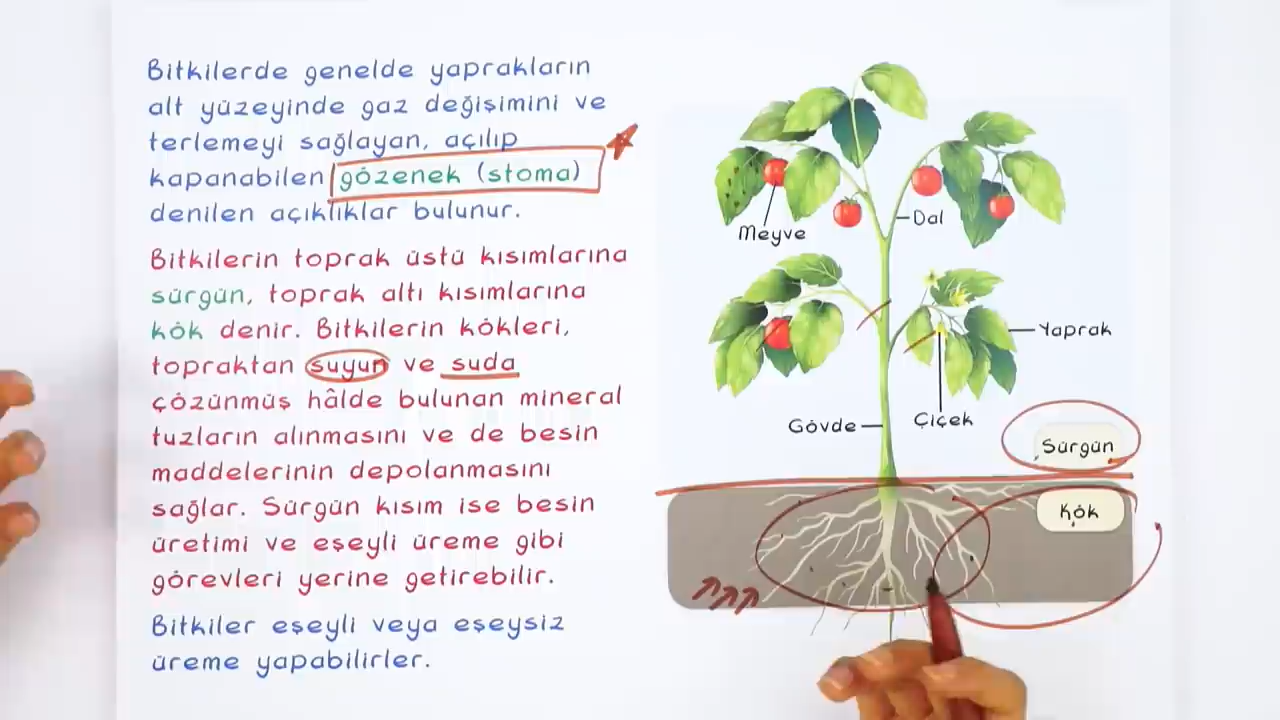 Bitkilerde genelde yaprakların
alt yüzeyinde gaz değişimini ve
terlemeyi sağlayan, açılıp
kapanabilen gözenek (stoma)
denilen açıklıklar bulunur.
Bitkilerin toprak üstü kısımlarına
sürgün, toprak altı kısımlarına
kök denir. Bitkilerin kökleri,
topraktan suyun ve suda
çözünmüş hâlde bulunan mineral
tuzların alınmasını ve de besin
maddelerinin depolanmasını
sağlar. Sürgün kısım ise besin
üretimi ve eşeyli üreme gibi
görevleri yerine getirebilir.
Bitkiler eşeyli veya eşeysiz
üreme yapabilirler.
Meyve
Dal
Yaprak
Gövde
Çiçek
Sürgün
Kök